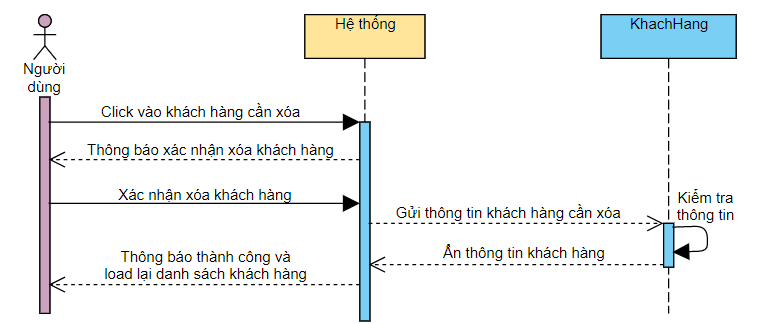 Hệ thống
KhachHang
Người
dùng
Click vào khách hàng cần xóa
Thông báo xác nhận xóa khách hàng
Xác nhận xóa khách hàng
Gửi thông tin khách hàng cần xóa
Kiểm tra
thông tin
Ẩn thông tin khách hàng
Thông báo thành công và
load lại danh sách khách hàng